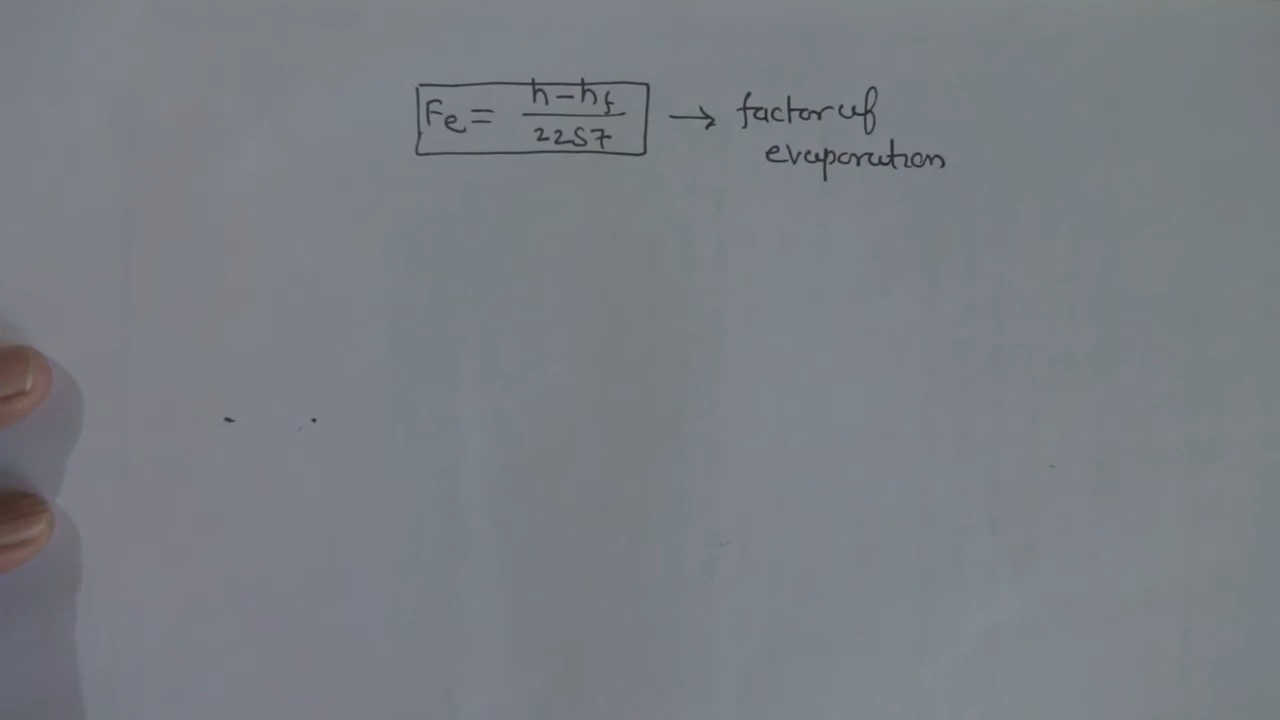 Fe = h-hf / 2257 → factor of
evaporation